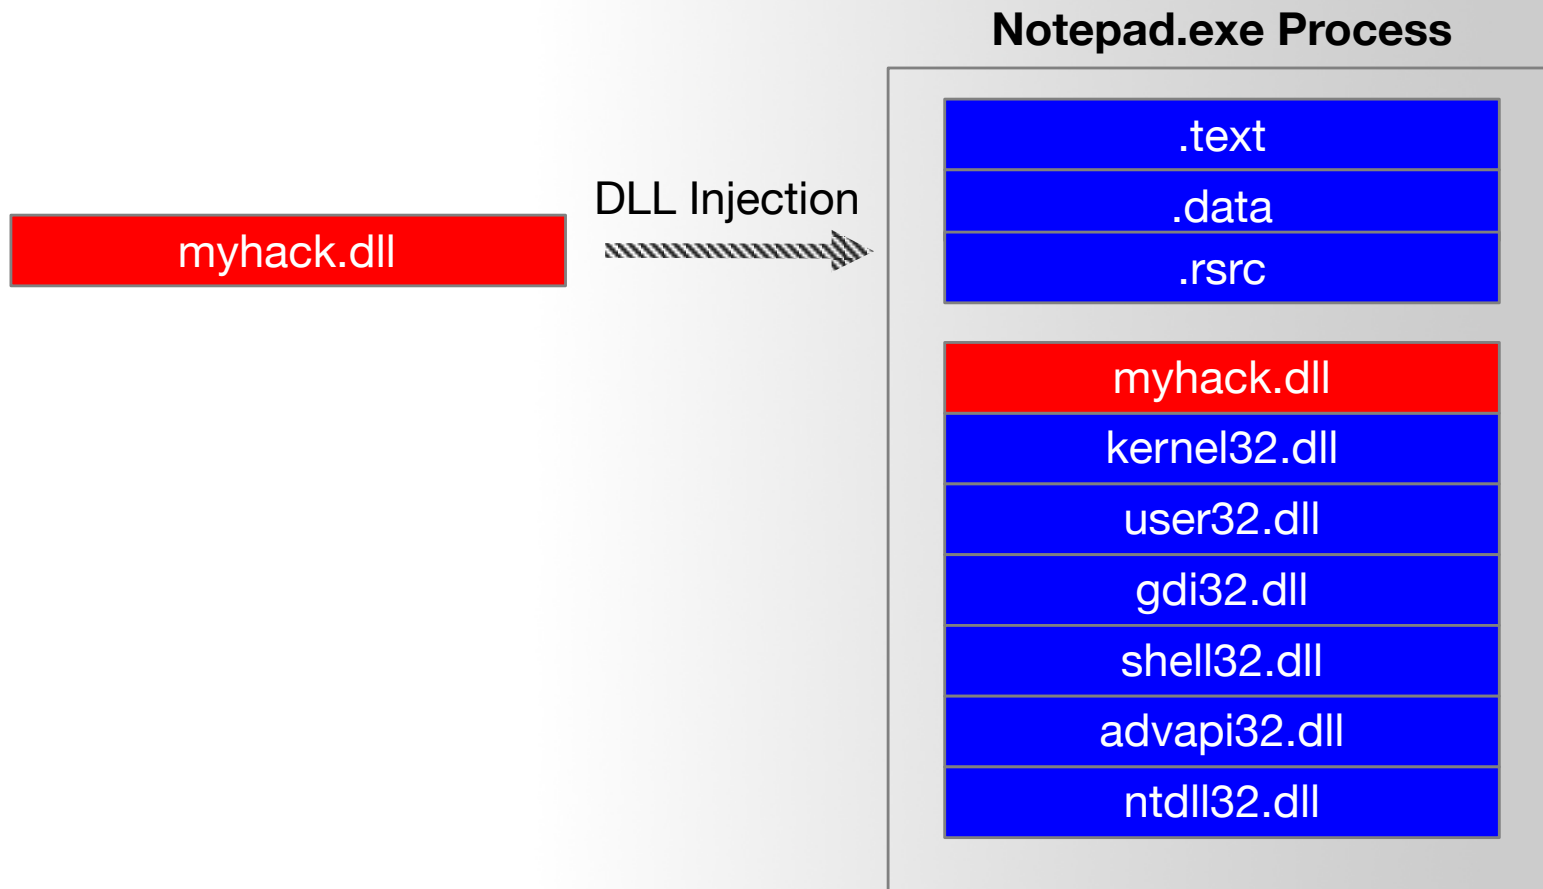 Notepad.exe Process
.text
.data
.rsrc
DLL Injection
myhack.dll
myhack.dll
kernel32.dll
user32.dll
gdi32.dll
shell32.dll
advapi32.dll
ntdll32.dll